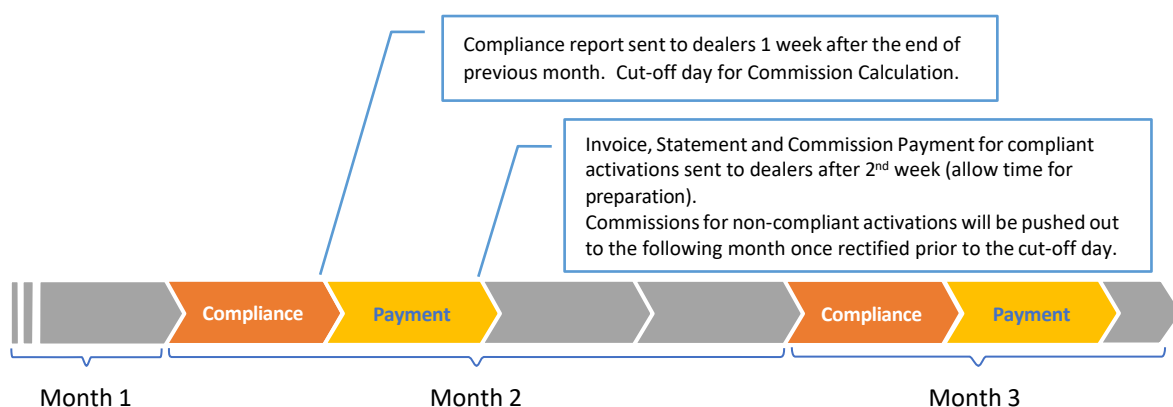 Compliance report sent to dealers 1 week after the end of
previous month.  Cut-off day for Commission Calculation.
Invoice, Statement and Commission Payment for compliant
activations sent to dealers after 2nd week (allow time for
preparation).
Commissions for non-compliant activations will be pushed out
to the following month once rectified prior to the cut-off day.
Compliance
Payment
Compliance
Payment
Month 1
Month 2
Month 3